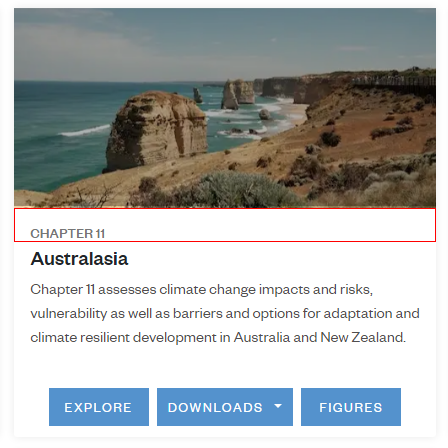 CHAPTER 11
Australasia
Chapter 11 assesses climate change impacts and risks,
vulnerability as well as barriers and options for adaptation and
climate resilient development in Australia and New Zealand.
EXPLORE DOWNLOADS FIGURES